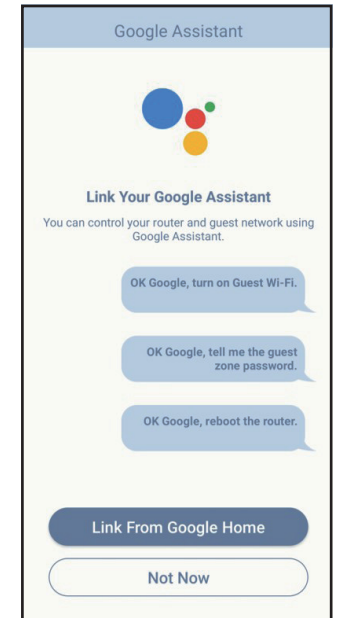 Google Assistant
Link Your Google Assistant
You can control your router and guest network using
Google Assistant.
OK Google, turn on Guest Wi-Fi.
OK Google, tell me the guest
zone password.
OK Google, reboot the router.
Link From Google Home
Not Now